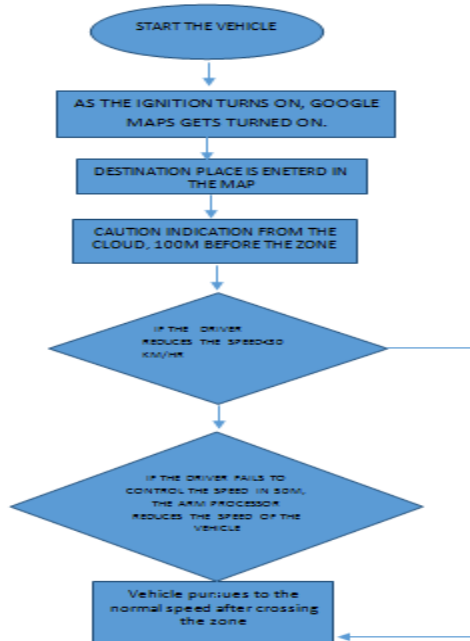 START THE VEHICLE
AS THE IGNITION TURNS ON, GOOGLE
MAPS GETS TURNED ON.
DESTINATION PLACE IS ENETERD IN
THE MAP
CAUTION INDICATION FROM THE
CLOUD, 100M BEFORE THE ZONE
IF THE DRIVER
REDUCES THE SPEED<30
KM/HR
IF THE DRIVER FAILS TO
CONTROL THE SPEED IN 50M,
THE ARM PROCESSOR
REDUCES THE SPEED OF THE
VEHICLE
Vehicle pursues to the
normal speed after crossing
the zone